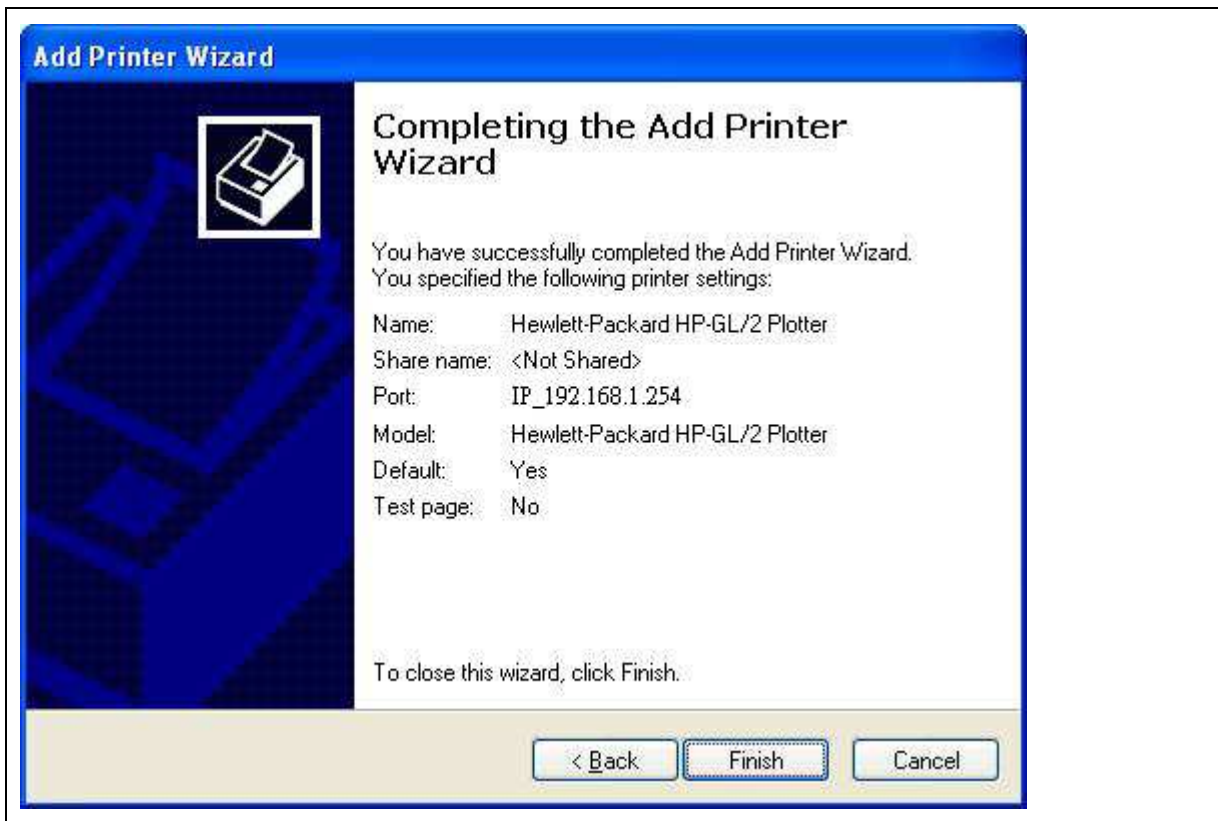 Add Printer Wizard
Completing the Add Printer
Wizard
You have successfully completed the Add Printer Wizard.
You specified the following printer settings:
Name: Hewlett-Packard HP-GL/2 Plotter
Share name: <Not Shared>
Port: IP_192.168.1.254
Model: Hewlett-Packard HP-GL/2 Plotter
Default: Yes
Test page: No
To close this wizard, click Finish.
< Back Finish Cancel